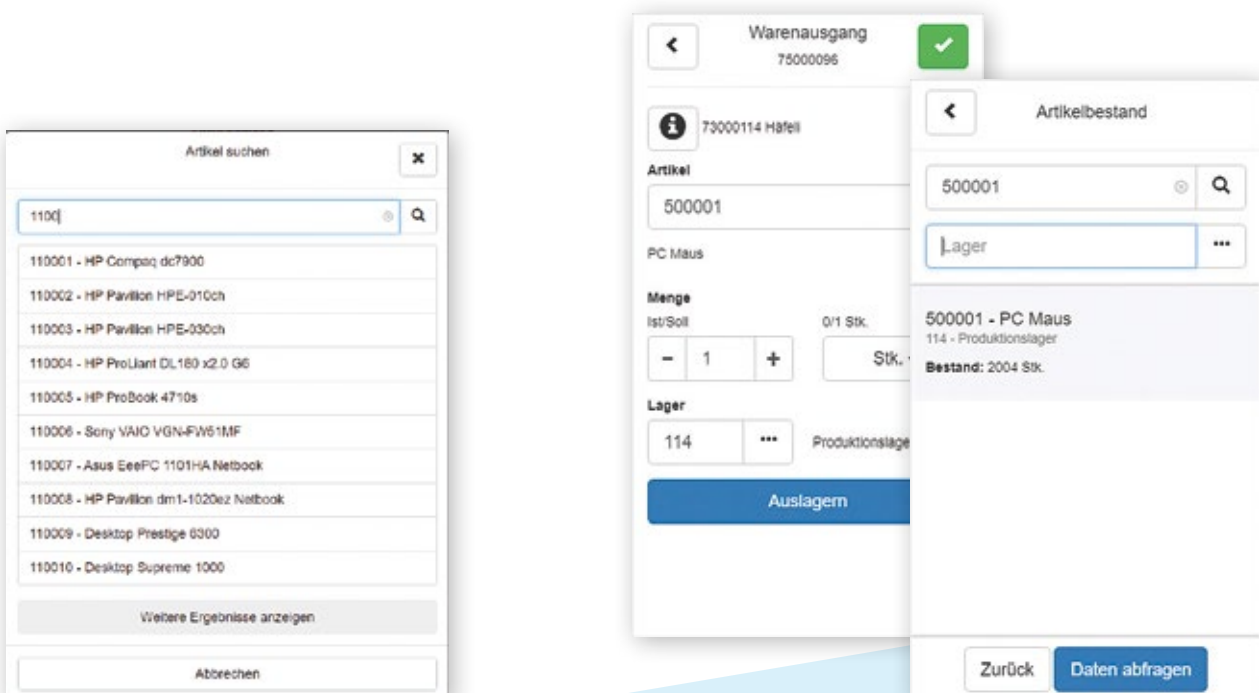 Artikel suchen
1100
110001 - HP Compaq dc7900
110002 - HP Pavilion HPE-010ch
110003 - HP Pavilion HPE-030ch
110004 - HP ProLiant DL180 x2.0 G6
110005 - HP ProBook 4710s
110006 - Sony VAIO VGN-FW61MF
110007 - Asus EeePC 1101HA Netbook
110008 - HP Pavilion dm1-1020ez Netbook
110009 - Desktop Prestige 6300
110010 - Desktop Supreme 1000
Weitere Ergebnisse anzeigen
Abbrechen
Warenausgang
75000096
73000114 Häfeli
Artikel
500001
PC Maus
Menge
Ist/Soll 0/1 Stk.
- 1 + Stk.
Lager
114 ... Produktionslage
Auslagern
Artikelbestand
500001
Lager ...
500001 - PC Maus
114 - Produktionslager
Bestand: 2004 Stk.
Zurück Daten abfragen